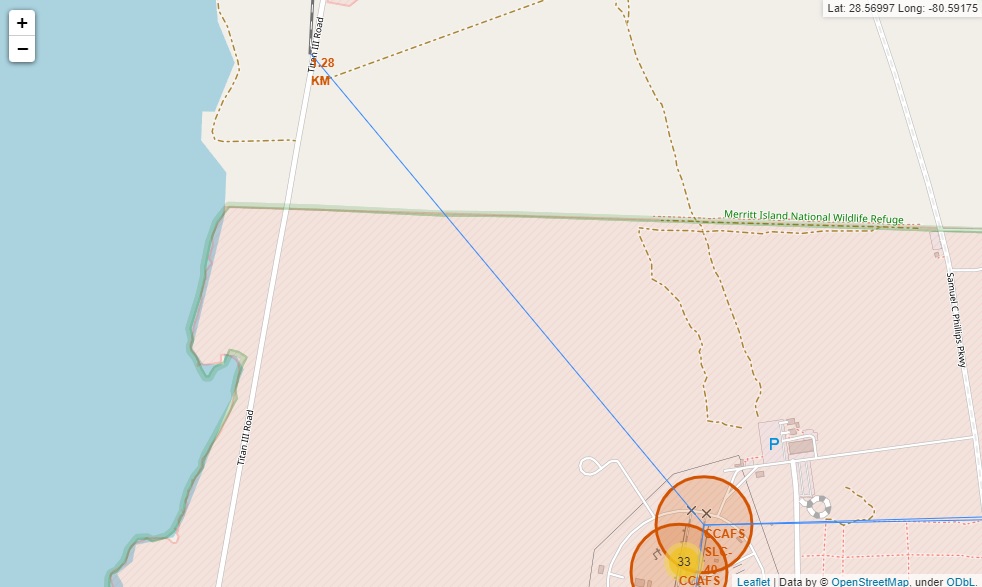 +
−
Lat: 28.56997 Long: -80.59175
Titan III Road
.28
KM
Merritt Island National Wildlife Refuge
Samuel C Phillips Pkwy
Titan III Road
P
CCAFS
SLC-
40
33
CCAFS
Leaflet | Data by © OpenStreetMap, under ODbL.